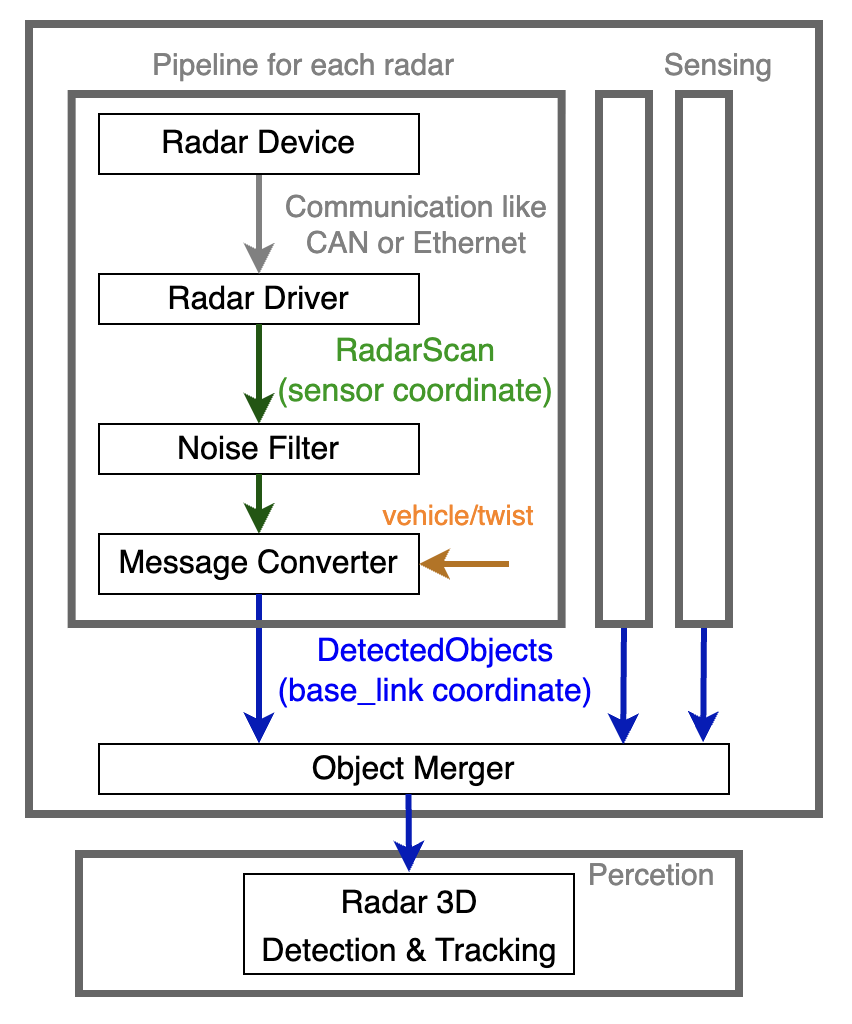 Pipeline for each radar
Sensing
Radar Device
Communication like
CAN or Ethernet
Radar Driver
RadarScan
(sensor coordinate)
Noise Filter
vehicle/twist
Message Converter
DetectedObjects
(base_link coordinate)
Object Merger
Percetion
Radar 3D
Detection & Tracking